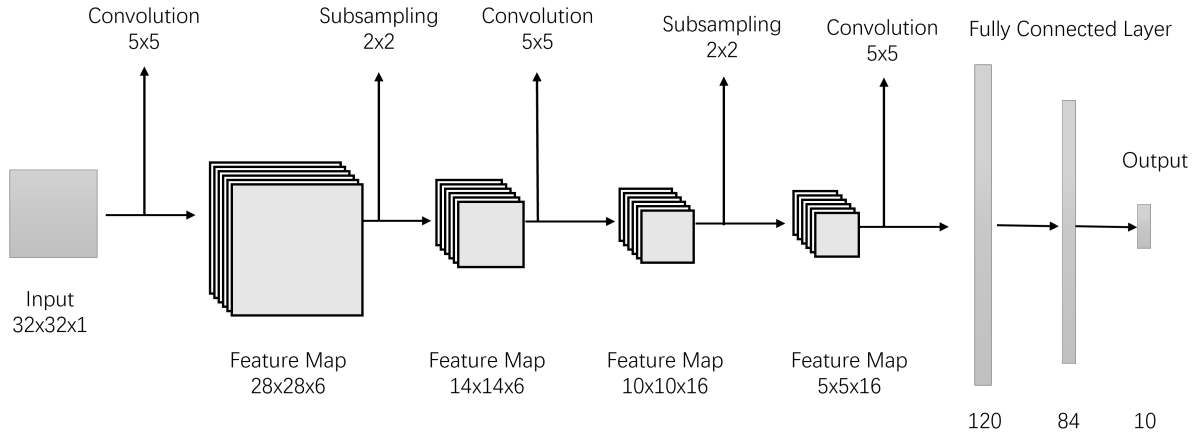 Convolution
5x5
Subsampling
2x2
Convolution
5x5
Subsampling
2x2
Convolution
5x5
Fully Connected Layer
Output
Input
32x32x1
Feature Map
28x28x6
Feature Map
14x14x6
Feature Map
10x10x16
Feature Map
5x5x16
120
84
10